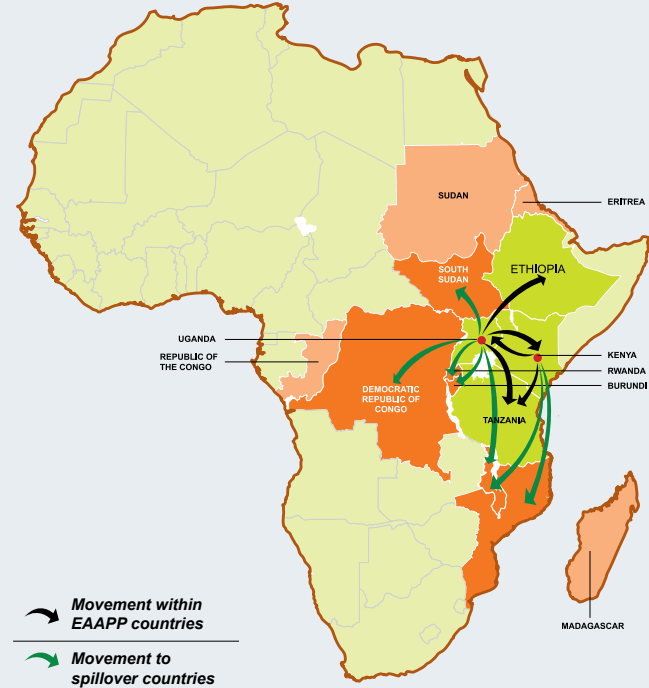 SUDAN
ERITREA
SOUTH
SUDAN
ETHIOPIA
UGANDA
REPUBLIC OF
THE CONGO
KENYA
RWANDA
BURUNDI
DEMOCRATIC
REPUBLIC OF
CONGO
TANZANIA
MADAGASCAR
Movement within
EAAPP countries
Movement to
spillover countries